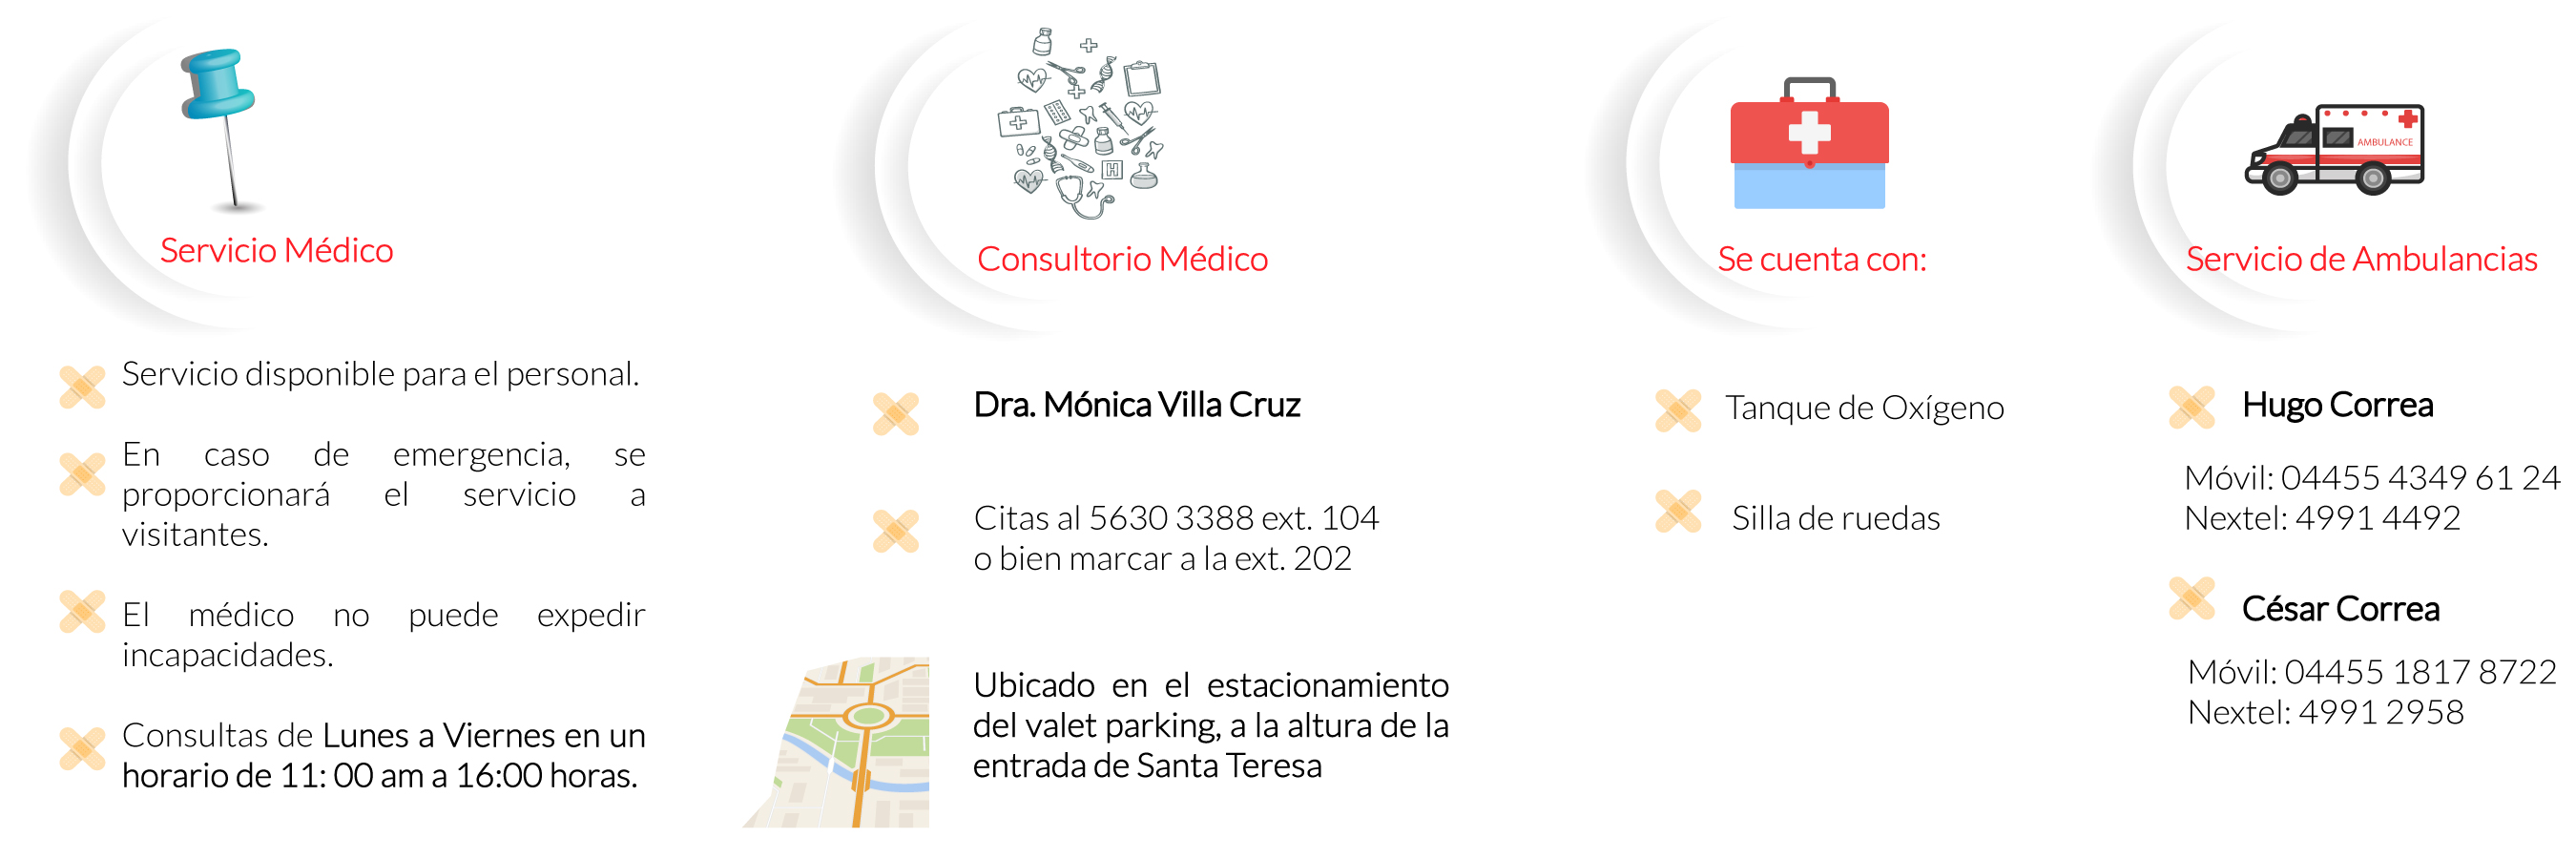 Servicio Médico
Servicio disponible para el personal.
En caso de emergencia, se
proporcionará el servicio a
visitantes.
El médico no puede expedir
incapacidades.
Consultas de Lunes a Viernes en un
horario de 11: 00 am a 16:00 horas.
Consultorio Médico
Dra. Mónica Villa Cruz
Citas al 5630 3388 ext. 104
o bien marcar a la ext. 202
Ubicado en el estacionamiento
del valet parking, a la altura de la
entrada de Santa Teresa
Se cuenta con:
Tanque de Oxígeno
Silla de ruedas
AMBULANCE
Servicio de Ambulancias
Hugo Correa
Móvil: 04455 4349 61 24
Nextel: 4991 4492
César Correa
Móvil: 04455 1817 8722
Nextel: 4991 2958